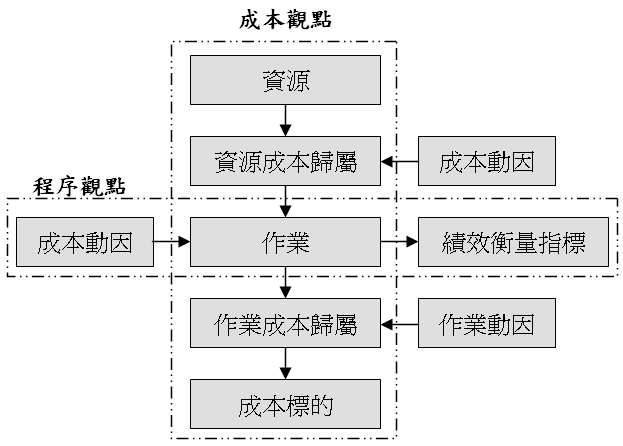 成本觀點
資源
資源成本歸屬
成本動因
程序觀點
成本動因
作業
績效衡量指標
作業成本歸屬
作業動因
成本標的